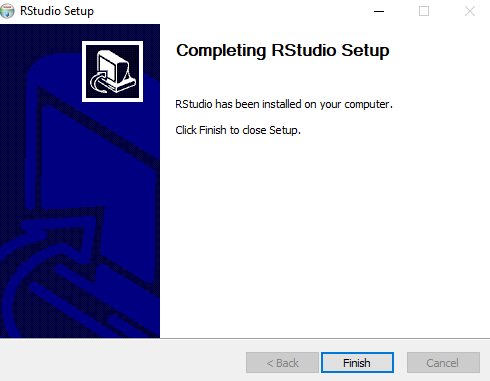 RStudio Setup
Completing RStudio Setup
RStudio has been installed on your computer.
Click Finish to close Setup.
< Back
Finish
Cancel